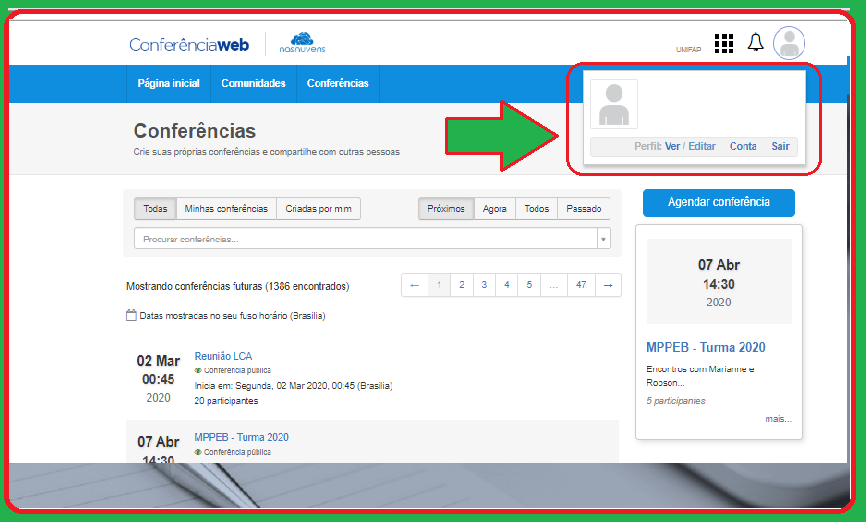 Conferênciaweb
nasnuvens
UNIFAP
Página inicial Comunidades Conferências
Perfil: Ver / Editar Conta Sair
Conferências
Crie suas próprias conferências e compartilhe com outras pessoas
Todas Minhas conferências Criadas por mim
Próximos Agora Todos Passado
Procurar conferências...
Mostrando conferências futuras (1386 encontrados)
← 1 2 3 4 5 ... 47 →
Datas mostradas no seu fuso horário (Brasilia)
02 Mar
00:45
2020
Reunião LCA
Conferência pública
Inicia em: Segunda, 02 Mar 2020, 00:45 (Brasilia)
20 participantes
07 Abr
14:30
MPPEB - Turma 2020
Conferência pública
Agendar conferência
07 Abr
14:30
2020
MPPEB - Turma 2020
Encontros com Marianne e
Robson...
5 participantes
mais...